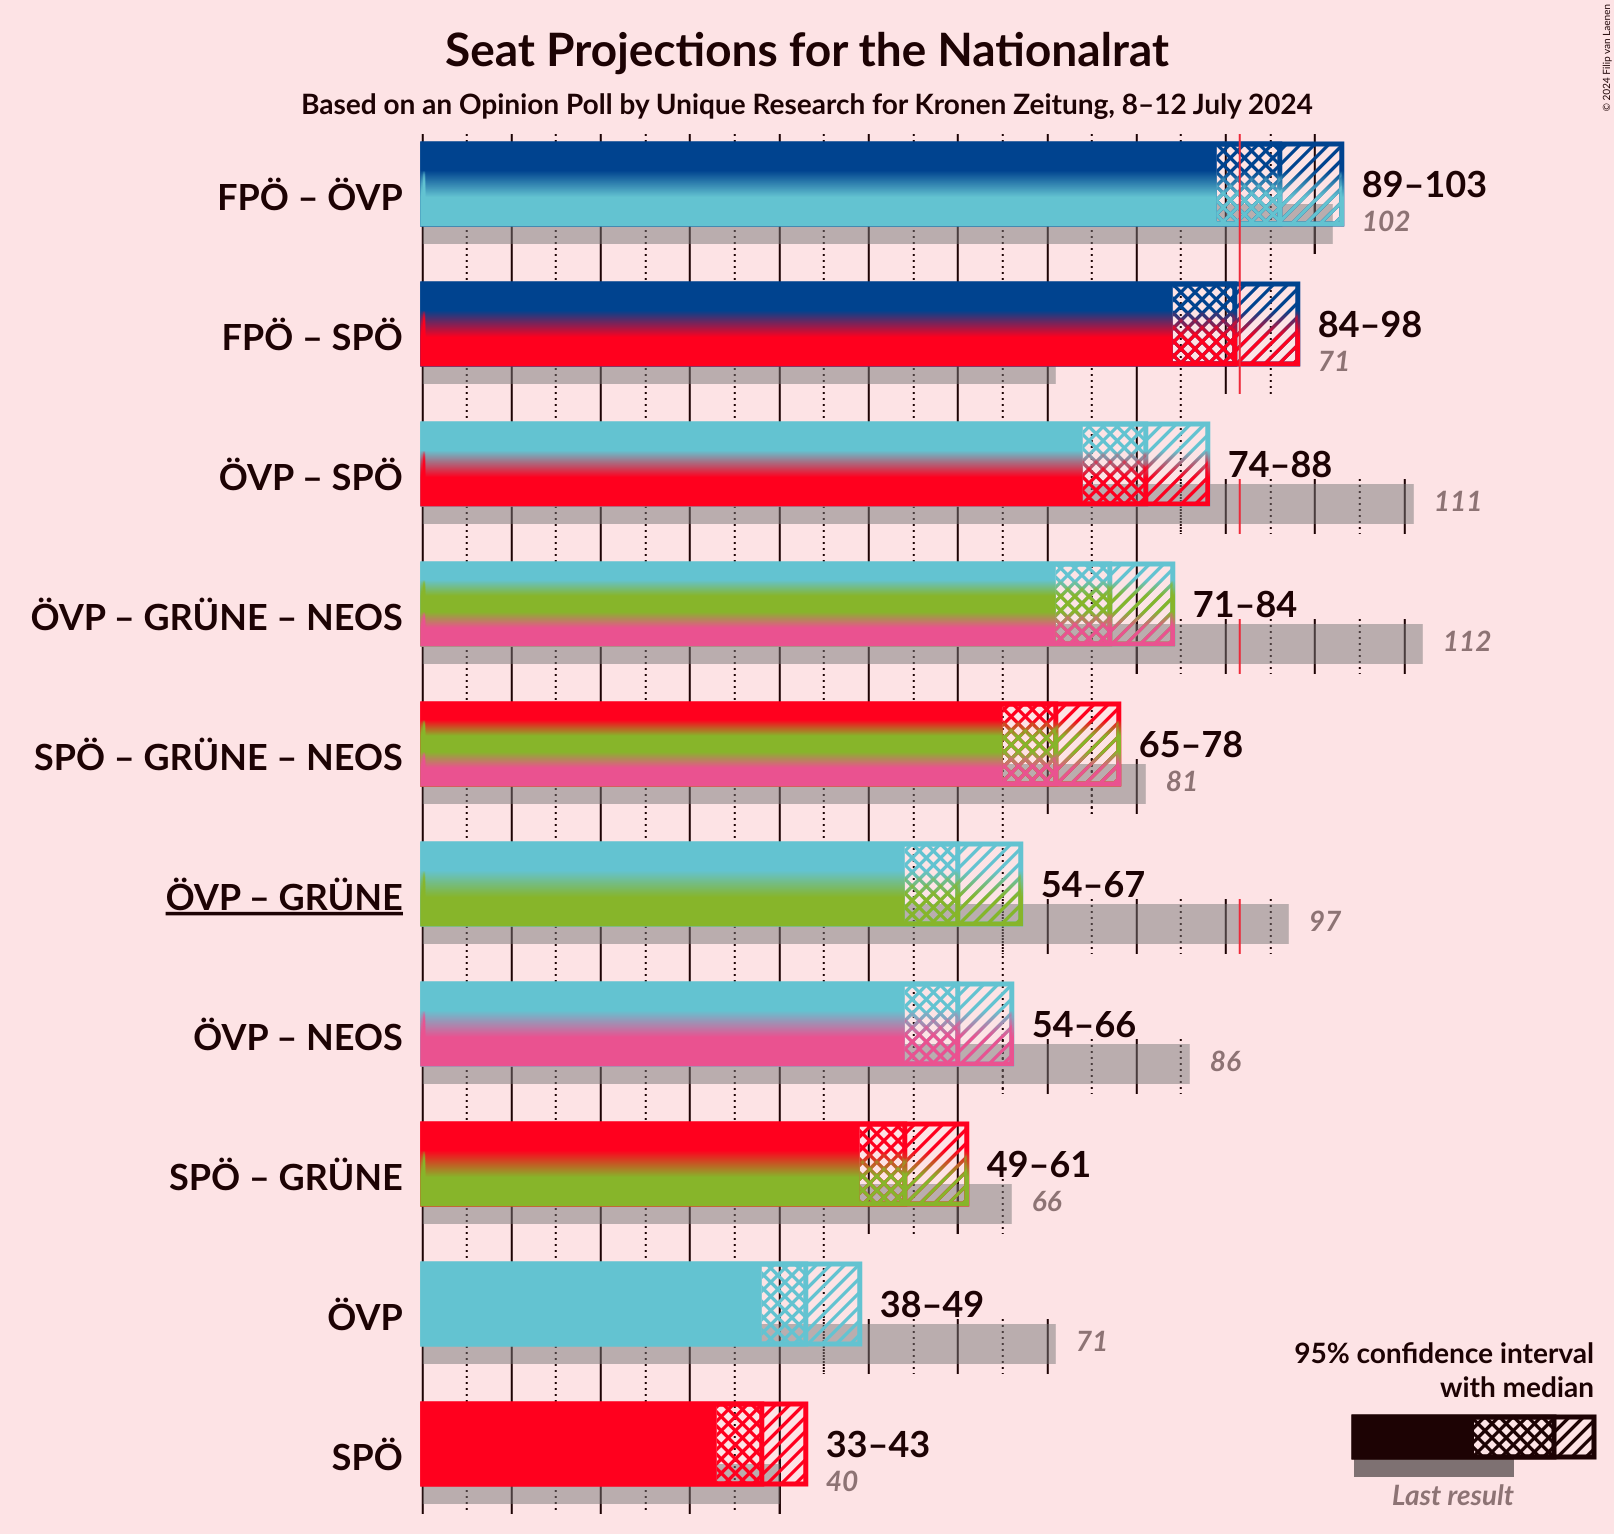 Seat Projections for the Nationalrat
Based on an Opinion Poll by Unique Research for Kronen Zeitung, 8–12 July 2024
© 2024 Filip van Laenen
FPÖ – ÖVP
89–103
102
FPÖ – SPÖ
84–98
71
ÖVP – SPÖ
74–88
111
ÖVP – GRÜNE – NEOS
71–84
112
SPÖ – GRÜNE – NEOS
65–78
81
ÖVP – GRÜNE
54–67
97
ÖVP – NEOS
54–66
86
SPÖ – GRÜNE
49–61
66
ÖVP
38–49
71
SPÖ
33–43
40
95% confidence interval
with median
Last result